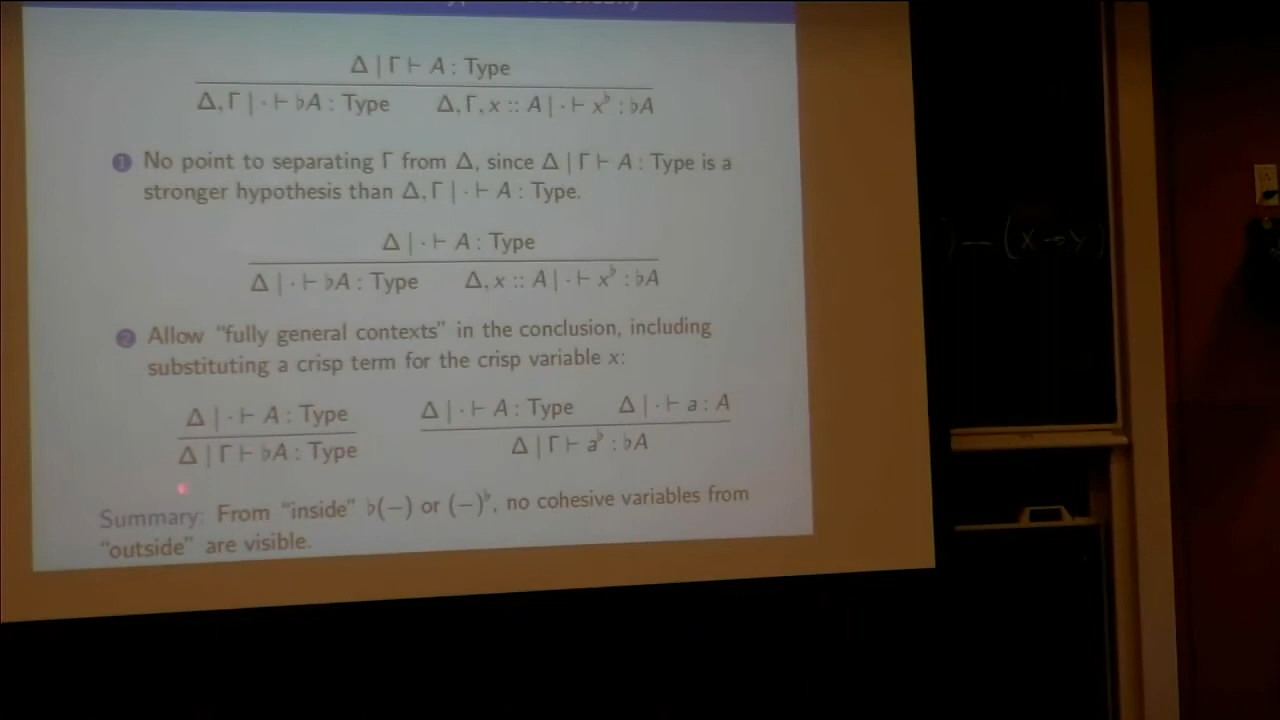 Δ | Γ ⊢ A : Type
Δ, Γ | · ⊢ ♭A : Type Δ, Γ, x :: A | · ⊢ x♭ : ♭A
1 No point to separating Γ from Δ, since Δ | Γ ⊢ A : Type is a
stronger hypothesis than Δ, Γ | · ⊢ A : Type.
Δ | · ⊢ A : Type
Δ | · ⊢ ♭A : Type Δ, x :: A | · ⊢ x♭ : ♭A
2 Allow “fully general contexts” in the conclusion, including
substituting a crisp term for the crisp variable x:
Δ | · ⊢ A : Type Δ | · ⊢ A : Type Δ | · ⊢ a : A
Δ | Γ ⊢ ♭A : Type Δ | Γ ⊢ a♭ : ♭A
Summary: From “inside” ♭(−) or (−)♭, no cohesive variables from
“outside” are visible.
) — (X → Y)